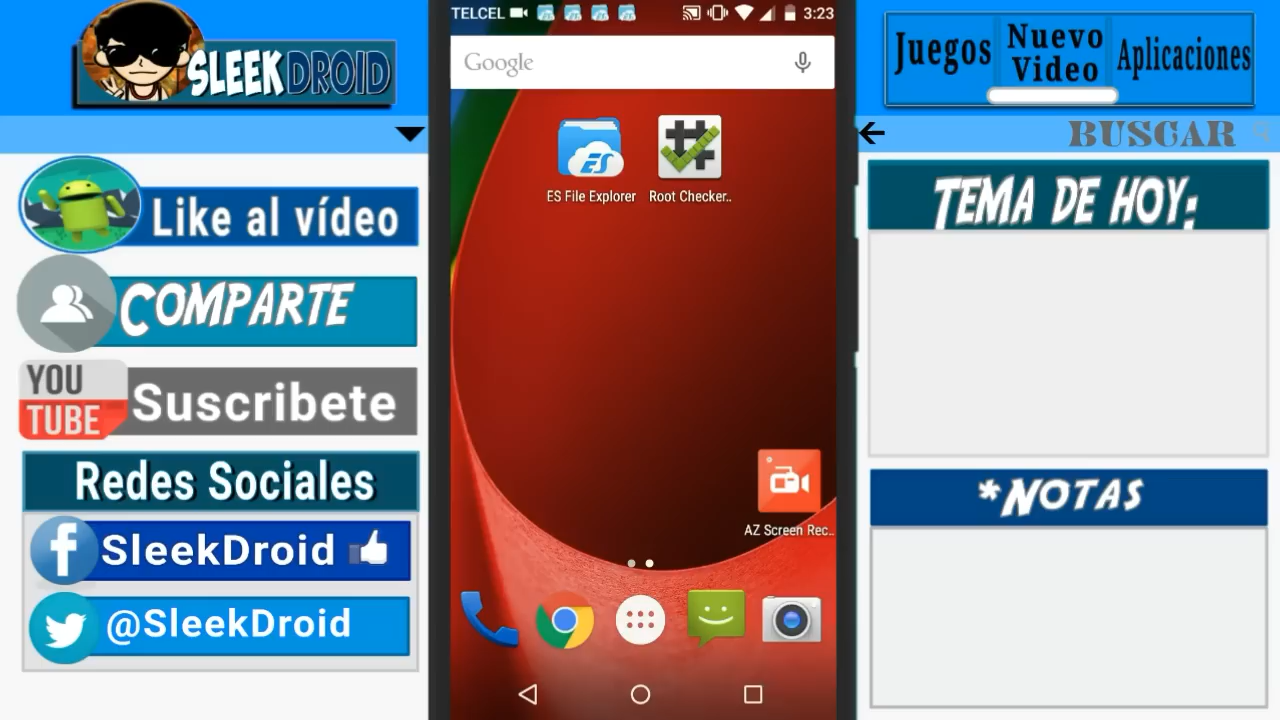 SLEEKDROID
Like al vídeo
COMPARTE
YOU
TUBE
Suscribete
Redes Sociales
f SleekDroid
@SleekDroid
TELCEL
3:23
Google
ES
ES File Explorer
Root Checker..
AZ Screen Rec..
Juegos
Nuevo
Video
Aplicaciones
BUSCAR
TEMA DE HOY:
*NOTAS